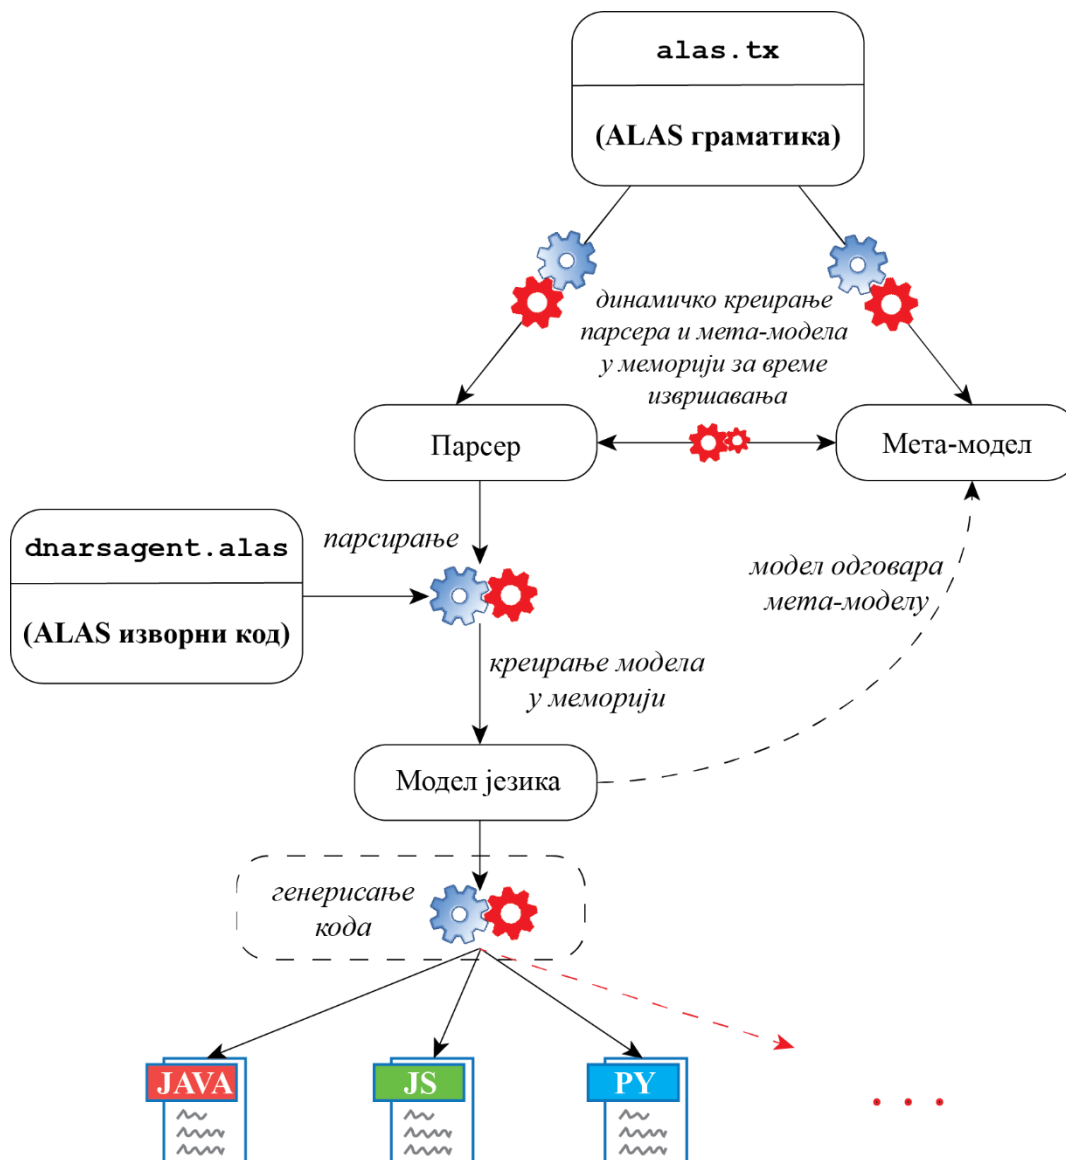 alas.tx
(ALAS граматика)
динамичко креирање
парсера и мета-модела
у меморији за време
извршавања
Парсер
Мета-модел
dnarsagent.alas
(ALAS изворни код)
парсирање
модел одговара
мета-моделу
креирање модела
у меморији
Модел језика
генерисање
кода
JAVA
JS
PY
. . .